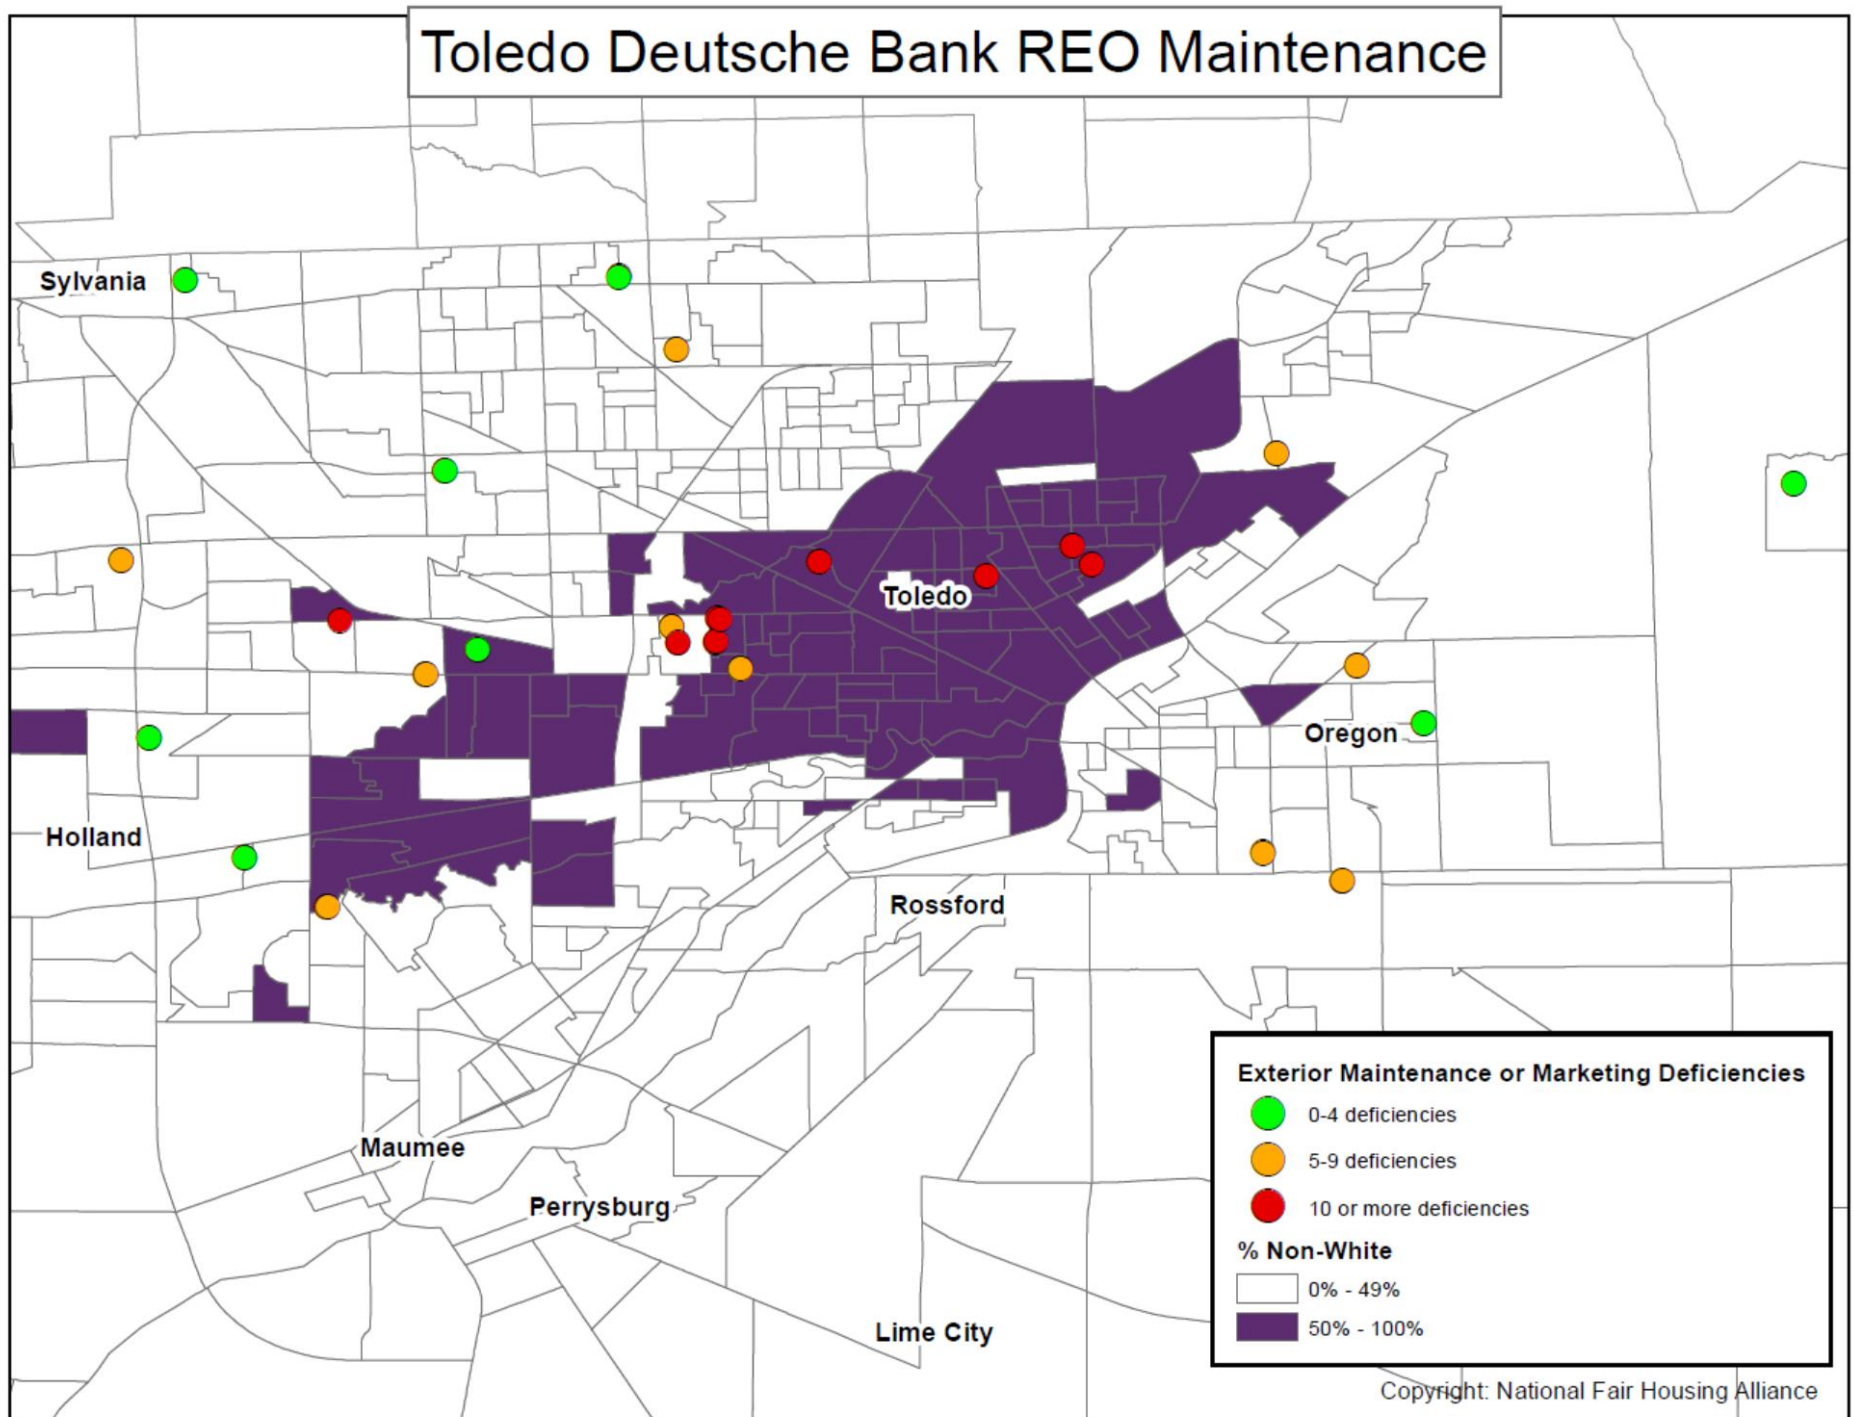 Toledo Deutsche Bank REO Maintenance
Sylvania
Toledo
Oregon
Holland
Rossford
Maumee
Perrysburg
Lime City
Exterior Maintenance or Marketing Deficiencies
0-4 deficiencies
5-9 deficiencies
10 or more deficiencies
% Non-White
0% - 49%
50% - 100%
Copyright: National Fair Housing Alliance